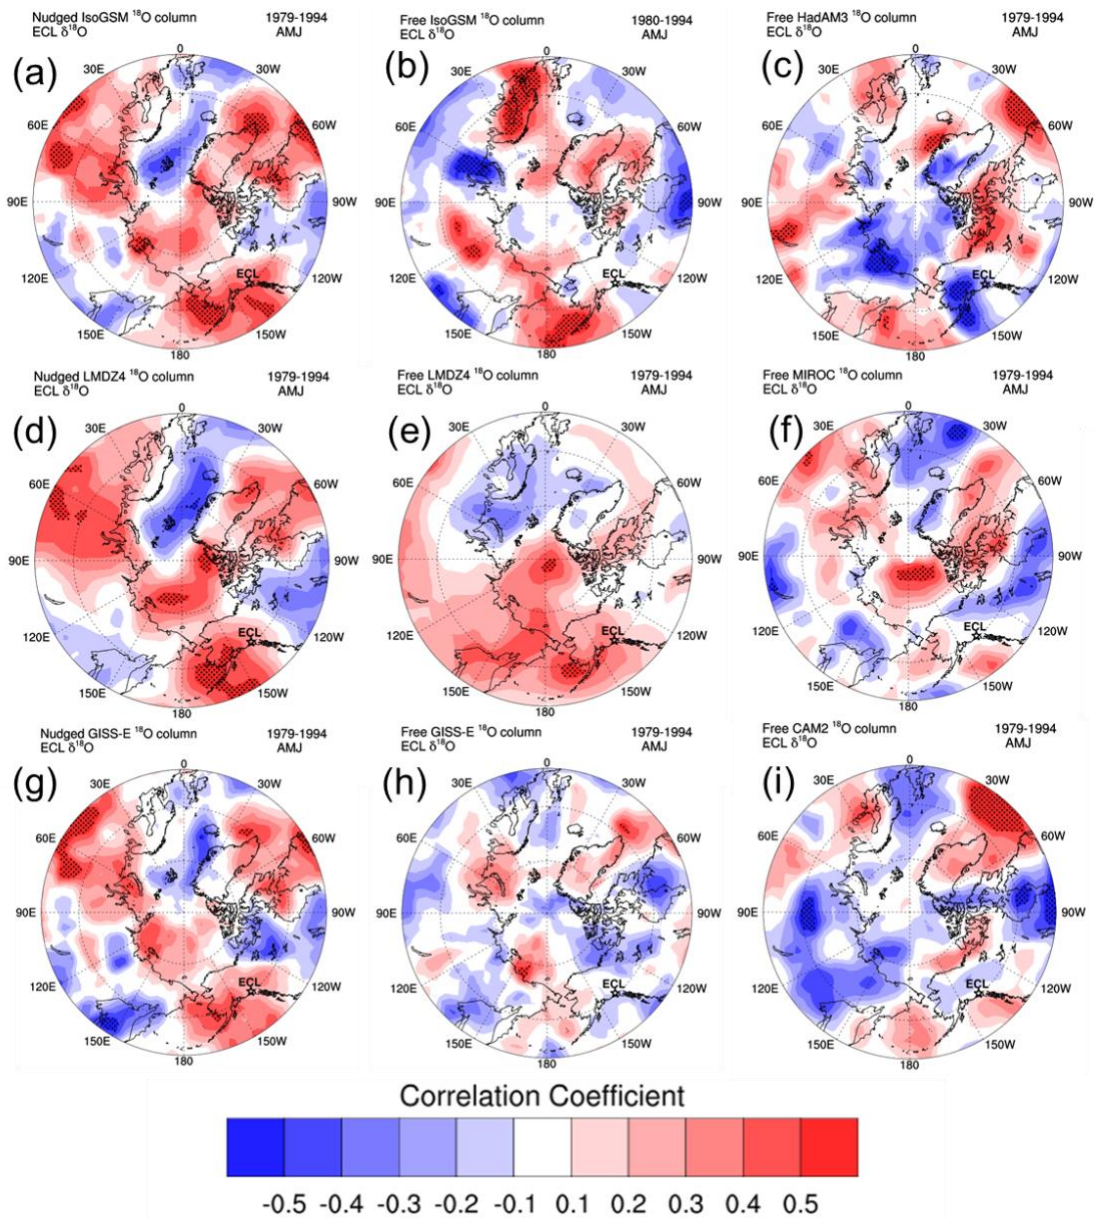 Nudged IsoGSM ¹⁸O column 1979-1994
ECL δ¹⁸O AMJ
(a)
0
30E 30W
60E 60W
90E 90W
120E 120W
150E 150W
180
ECL
Free IsoGSM ¹⁸O column 1980-1994
ECL δ¹⁸O AMJ
(b)
0
30E 30W
60E 60W
90E 90W
120E 120W
150E 150W
180
ECL
Free HadAM3 ¹⁸O column 1979-1994
ECL δ¹⁸O AMJ
(c)
0
30E 30W
60E 60W
90E 90W
120E 120W
150E 150W
180
ECL
Nudged LMDZ4 ¹⁸O column 1979-1994
ECL δ¹⁸O AMJ
(d)
0
30E 30W
60E 60W
90E 90W
120E 120W
150E 150W
180
ECL
Free LMDZ4 ¹⁸O column 1979-1994
ECL δ¹⁸O AMJ
(e)
0
30E 30W
60E 60W
90E 90W
120E 120W
150E 150W
180
ECL
Free MIROC ¹⁸O column 1979-1994
ECL δ¹⁸O AMJ
(f)
0
30E 30W
60E 60W
90E 90W
120E 120W
150E 150W
180
ECL
Nudged GISS-E ¹⁸O column 1979-1994
ECL δ¹⁸O AMJ
(g)
0
30E 30W
60E 60W
90E 90W
120E 120W
150E 150W
180
ECL
Free GISS-E ¹⁸O column 1979-1994
ECL δ¹⁸O AMJ
(h)
0
30E 30W
60E 60W
90E 90W
120E 120W
150E 150W
180
ECL
Free CAM2 ¹⁸O column 1979-1994
ECL δ¹⁸O AMJ
(i)
0
30E 30W
60E 60W
90E 90W
120E 120W
150E 150W
180
ECL
Correlation Coefficient
-0.5 -0.4 -0.3 -0.2 -0.1 0.1 0.2 0.3 0.4 0.5